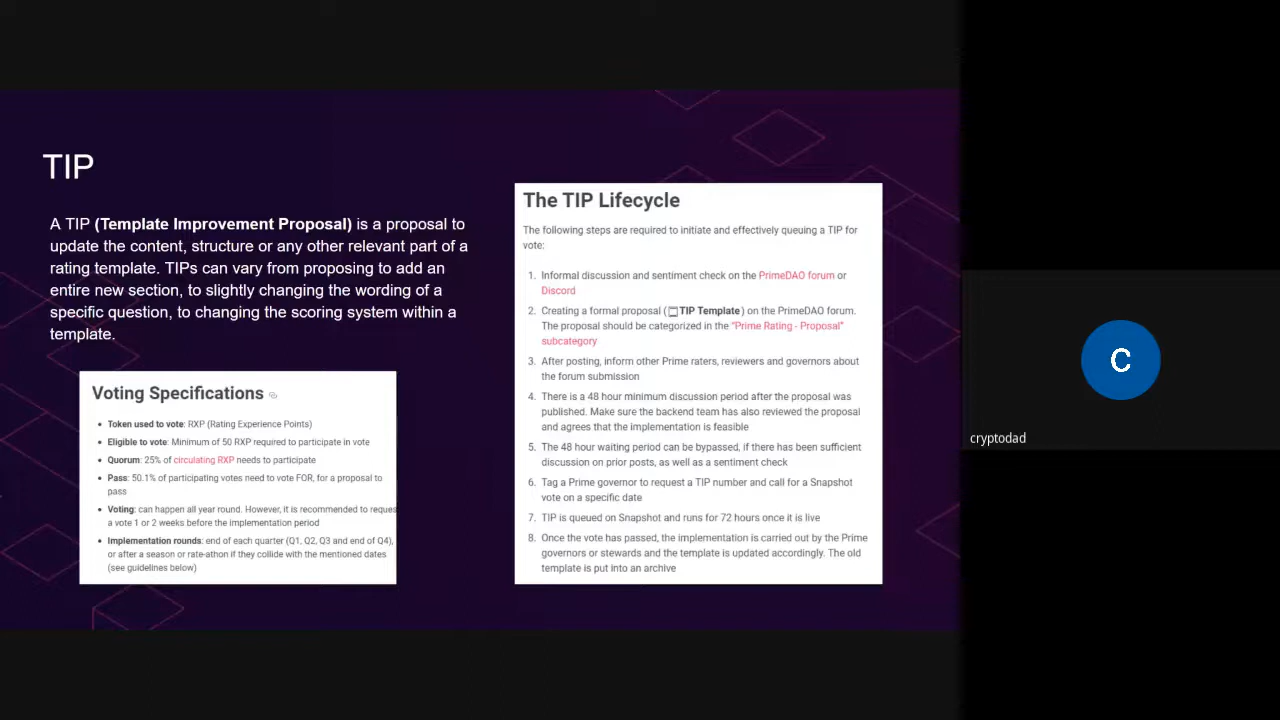 TIP
A TIP (Template Improvement Proposal) is a proposal to
update the content, structure or any other relevant part of a
rating template. TIPs can vary from proposing to add an
entire new section, to slightly changing the wording of a
specific question, to changing the scoring system within a
template.
Voting Specifications
Token used to vote: RXP (Rating Experience Points)
Eligible to vote: Minimum of 50 RXP required to participate in vote
Quorum: 25% of circulating RXP needs to participate
Pass: 50.1% of participating votes need to vote FOR, for a proposal to
pass
Voting: can happen all year round. However, it is recommended to reques
a vote 1 or 2 weeks before the implementation period
Implementation rounds: end of each quarter (Q1, Q2, Q3 and end of Q4),
or after a season or rate-athon if they collide with the mentioned dates
(see guidelines below)
The TIP Lifecycle
The following steps are required to initiate and effectively queuing a TIP for
vote:
1. Informal discussion and sentiment check on the PrimeDAO forum or
Discord
2. Creating a formal proposal (TIP Template) on the PrimeDAO forum.
The proposal should be categorized in the “Prime Rating - Proposal”
subcategory
3. After posting, inform other Prime raters, reviewers and governors about
the forum submission
4. There is a 48 hour minimum discussion period after the proposal was
published. Make sure the backend team has also reviewed the proposal
and agrees that the implementation is feasible
5. The 48 hour waiting period can be bypassed, if there has been sufficient
discussion on prior posts, as well as a sentiment check
6. Tag a Prime governor to request a TIP number and call for a Snapshot
vote on a specific date
7. TIP is queued on Snapshot and runs for 72 hours once it is live
8. Once the vote has passed, the implementation is carried out by the Prime
governors or stewards and the template is updated accordingly. The old
template is put into an archive
C
cryptodad